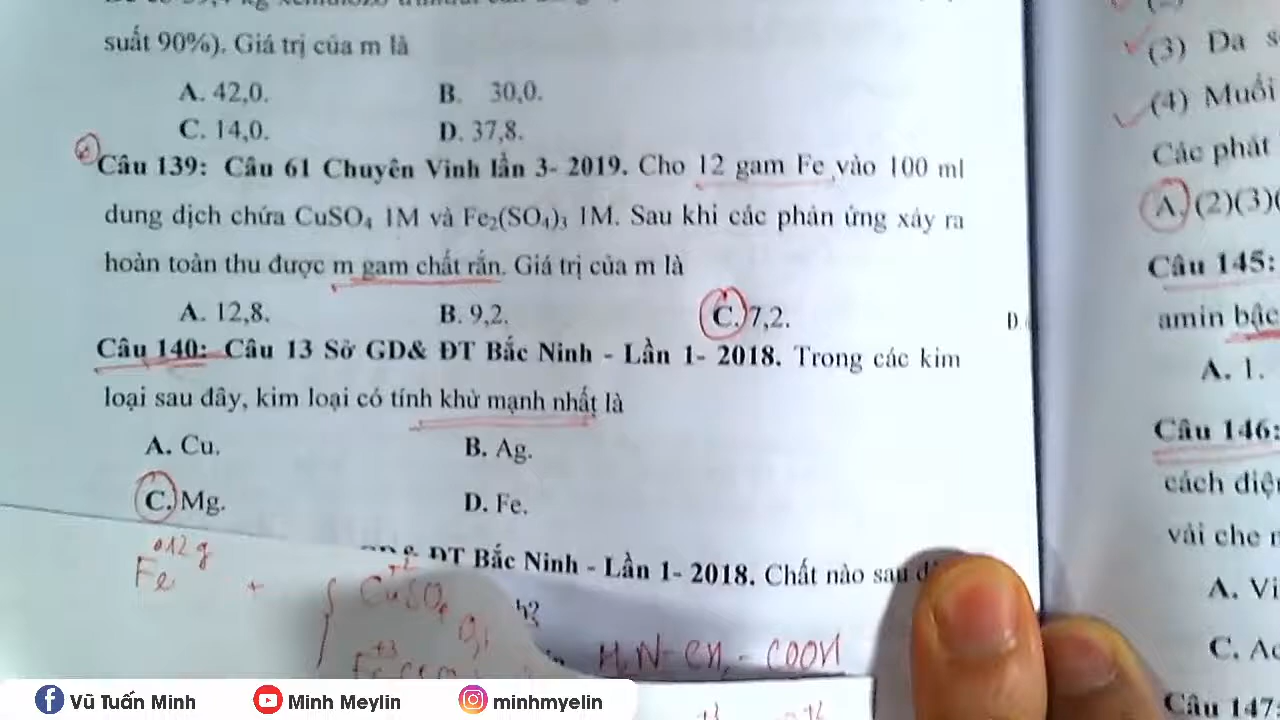 suất 90%). Giá trị của m là
A. 42,0. B. 30,0.
C. 14,0. D. 37,8.
Câu 139: Câu 61 Chuyên Vinh lần 3- 2019. Cho 12 gam Fe vào 100 ml
dung dịch chứa CuSO₄ 1M và Fe₂(SO₄)₃ 1M. Sau khi các phản ứng xảy ra
hoàn toàn thu được m gam chất rắn. Giá trị của m là
A. 12,8. B. 9,2. C. 7,2. D
Câu 140: Câu 13 Sở GD& ĐT Bắc Ninh - Lần 1- 2018. Trong các kim
loại sau đây, kim loại có tính khử mạnh nhất là
A. Cu. B. Ag.
C. Mg. D. Fe.
ĐT Bắc Ninh - Lần 1- 2018. Chất nào sau
Fe + CuSO₄
(3) Da
(4) Muối
Các phát
A. (2)(3)(
Câu 145:
amin bậc
A. 1.
Câu 146:
cách điện
vải che
A. Vi
C.
Câu 147:
Vũ Tuấn Minh Minh Meylin minhmyelin